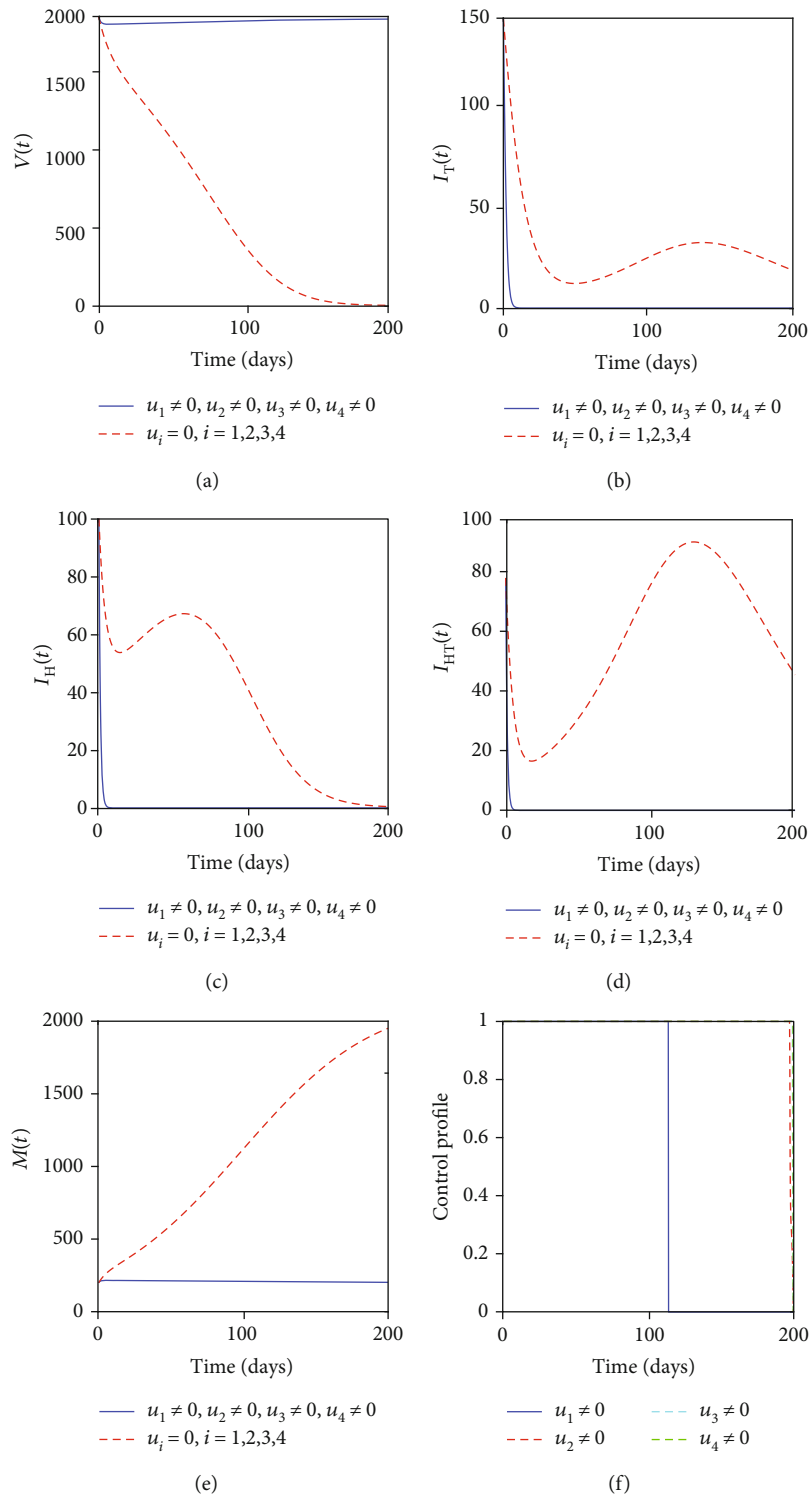 2000
1500
1000
500
0
V(t)
0 100 200
Time (days)
u₁ ≠ 0, u₂ ≠ 0, u₃ ≠ 0, u₄ ≠ 0
uᵢ = 0, i = 1,2,3,4
(a)
150
100
50
0
I_T(t)
0 100 200
Time (days)
u₁ ≠ 0, u₂ ≠ 0, u₃ ≠ 0, u₄ ≠ 0
uᵢ = 0, i = 1,2,3,4
(b)
100
80
60
40
20
0
I_H(t)
0 100 200
Time (days)
u₁ ≠ 0, u₂ ≠ 0, u₃ ≠ 0, u₄ ≠ 0
uᵢ = 0, i = 1,2,3,4
(c)
100
80
60
40
20
0
I_HT(t)
0 100 200
Time (days)
u₁ ≠ 0, u₂ ≠ 0, u₃ ≠ 0, u₄ ≠ 0
uᵢ = 0, i = 1,2,3,4
(d)
2000
1500
1000
500
0
M(t)
0 100 200
Time (days)
u₁ ≠ 0, u₂ ≠ 0, u₃ ≠ 0, u₄ ≠ 0
uᵢ = 0, i = 1,2,3,4
(e)
1
0.8
0.6
0.4
0.2
0
Control profile
0 100 200
Time (days)
u₁ ≠ 0 u₃ ≠ 0
u₂ ≠ 0 u₄ ≠ 0
(f)